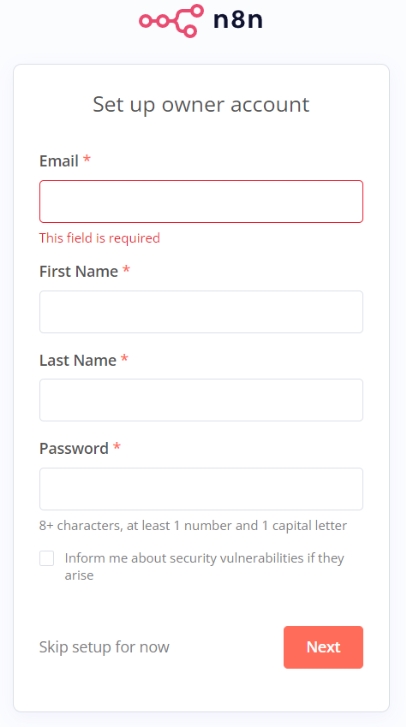 n8n
Set up owner account
Email *
This field is required
First Name *
Last Name *
Password *
8+ characters, at least 1 number and 1 capital letter
Inform me about security vulnerabilities if they
arise
Skip setup for now
Next